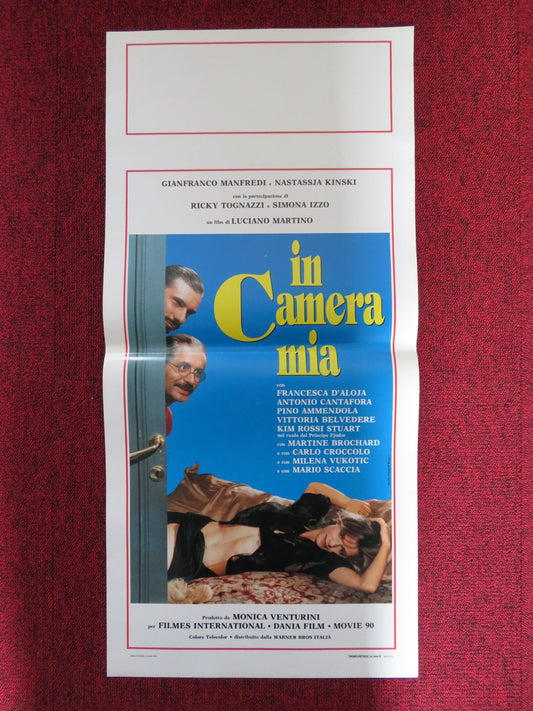 GIANFRANCO MANFREDI e NASTASSJA KINSKI
con la partecipazione di
RICKY TOGNAZZI e SIMONA IZZO
un film di LUCIANO MARTINO
in
Camera
mia
con
FRANCESCA D'ALOJA
ANTONIO CANTAFORA
PINO AMMENDOLA
VITTORIA BELVEDERE
KIM ROSSI STUART
nel ruolo del Principe Fjodor
con MARTINE BROCHARD
e con CARLO CROCCOLO
e con MILENA VUKOTIC
e con MARIO SCACCIA
Prodotto da MONICA VENTURINI
per FILMES INTERNATIONAL • DANIA FILM • MOVIE 90
Colore Telecolor • distribuito dalla WARNER BROS ITALIA